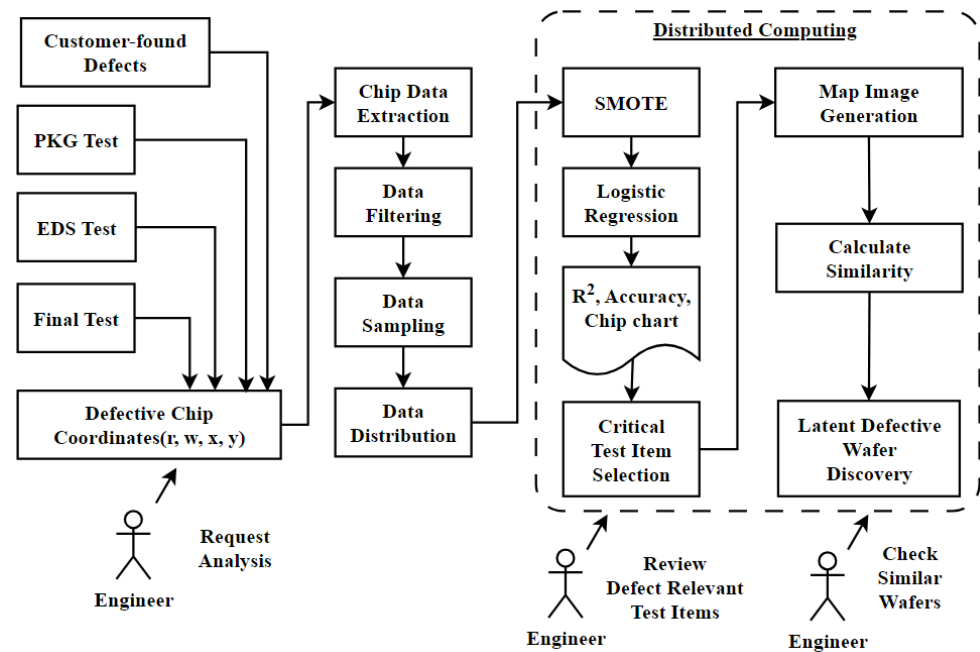 Customer-found
Defects
PKG Test
EDS Test
Final Test
Defective Chip
Coordinates(r, w, x, y)
Request
Analysis
Engineer
Chip Data
Extraction
Data
Filtering
Data
Sampling
Data
Distribution
Distributed Computing
SMOTE
Logistic
Regression
R², Accuracy,
Chip chart
Critical
Test Item
Selection
Review
Defect Relevant
Test Items
Engineer
Map Image
Generation
Calculate
Similarity
Latent Defective
Wafer
Discovery
Check
Similar
Wafers
Engineer